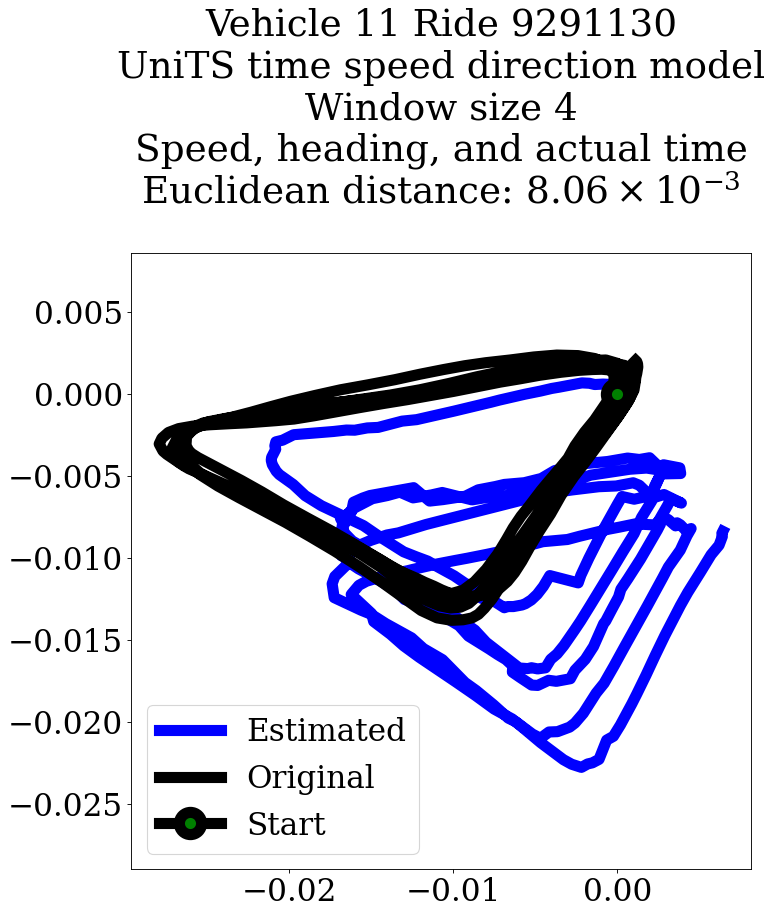 Vehicle 11 Ride 9291130
UniTS time speed direction model
Window size 4
Speed, heading, and actual time
Euclidean distance: 8.06 × 10⁻³
0.005
0.000
−0.005
−0.010
−0.015
−0.020
−0.025
Estimated
Original
Start
−0.02
−0.01
0.00